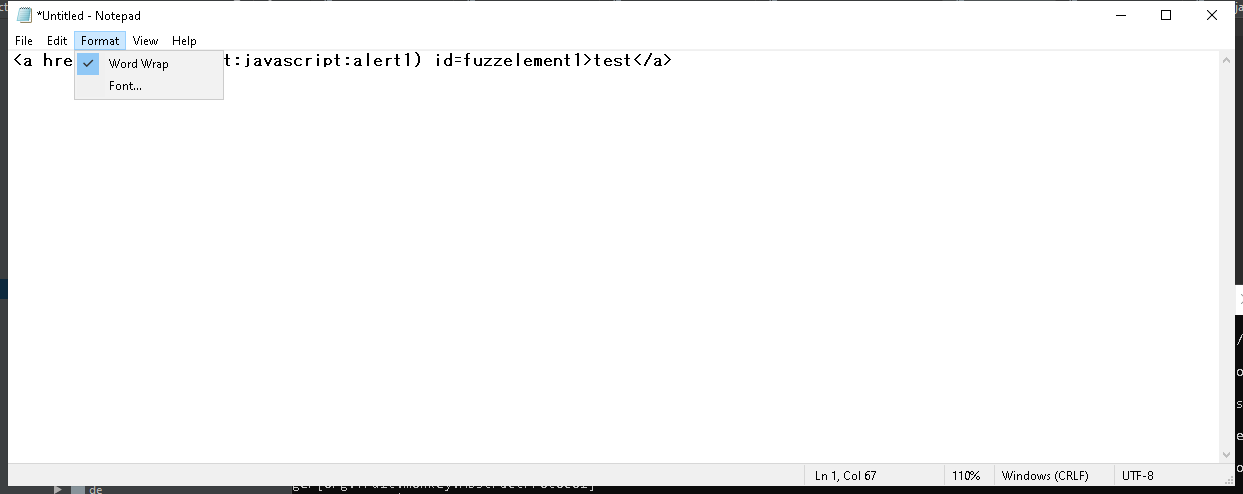 *Untitled - Notepad
File Edit Format View Help
<a hre t:javascript:alert1) id=fuzzelement1>test</a>
Word Wrap
Font...
Ln 1, Col 67 110% Windows (CRLF) UTF-8
de